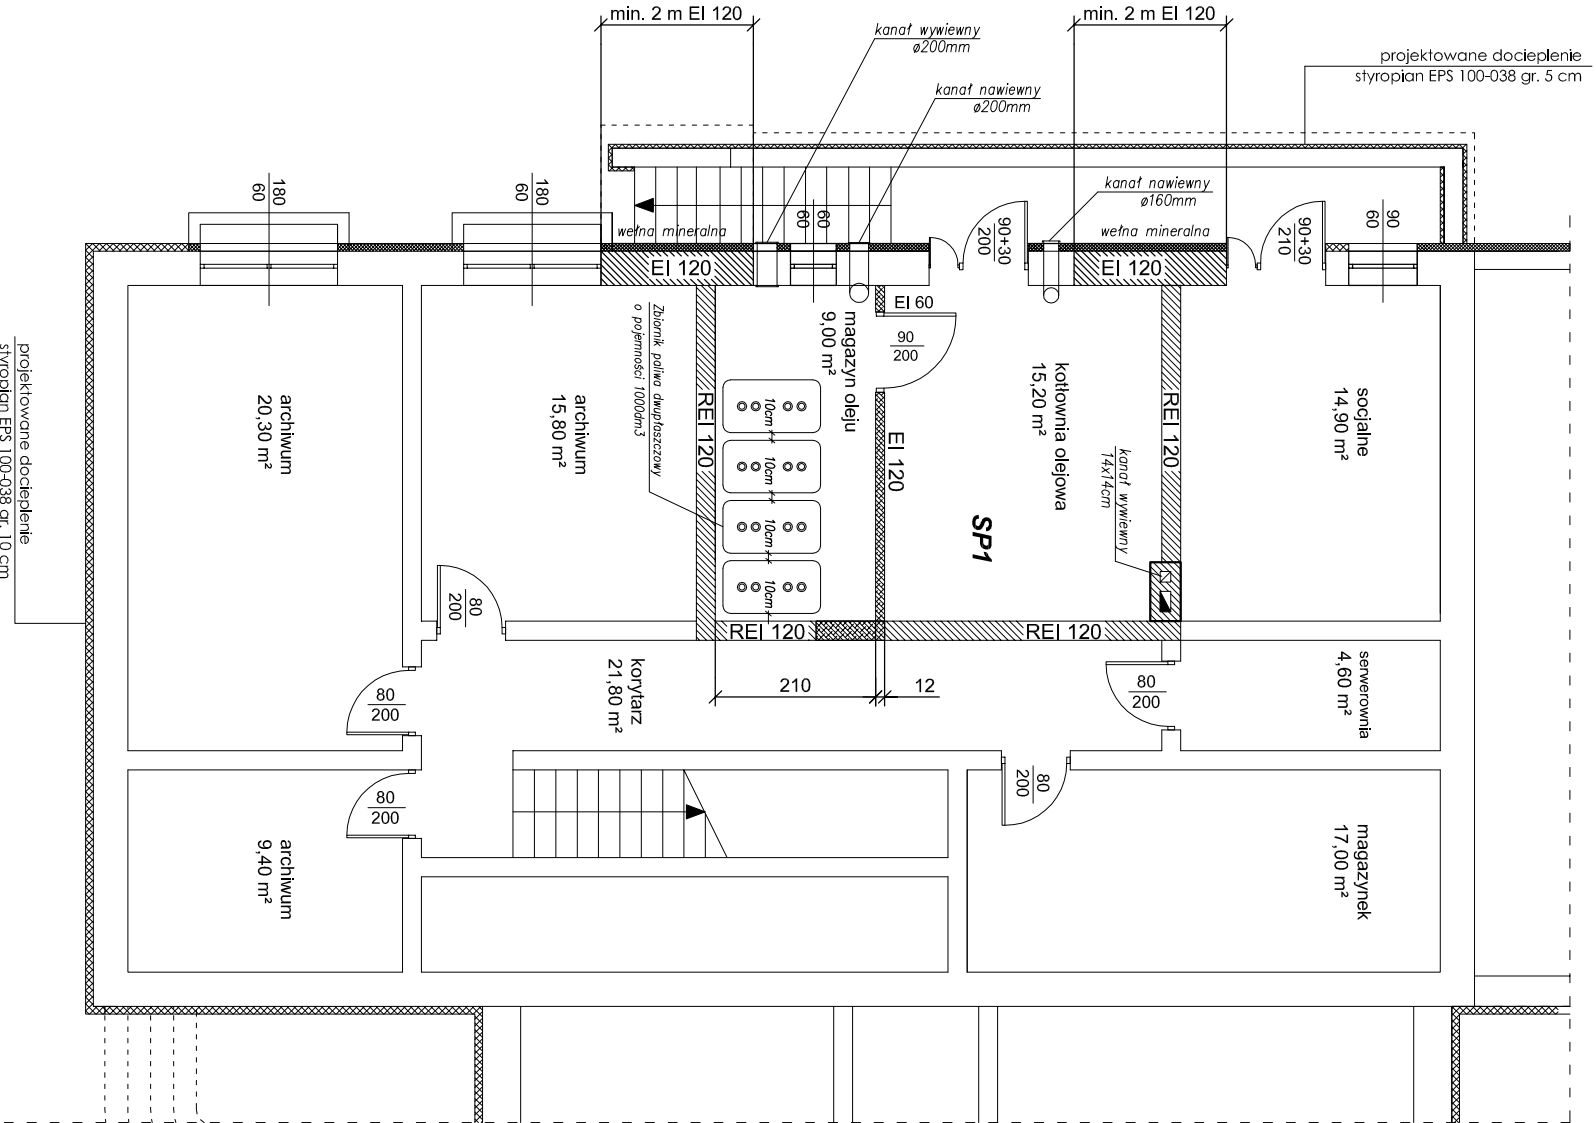 min. 2 m EI 120
min. 2 m EI 120
kanał wywiewny
ø200mm
kanał nawiewny
ø200mm
projektowane docieplenie
styropian EPS 100-038 gr. 5 cm
kanał nawiewny
ø160mm
180
60
180
60
60
60
90+30
200
90+30
210
90
60
wełna mineralna
wełna mineralna
EI 120
EI 120
EI 60
90
200
Zbiornik paliwa dwupłaszczowy
o pojemności 1000dm3
magazyn oleju
9,00 m²
kotłownia olejowa
15,20 m²
socjalne
14,90 m²
archiwum
20,30 m²
archiwum
15,80 m²
REI 120
EI 120
REI 120
10cm
10cm
10cm
10cm
kanał wywiewny
14x14cm
SP1
projektowane docieplenie
styropian EPS 100-038 gr. 10 cm
80
200
REI 120
REI 120
korytarz
21,80 m²
210
12
80
200
80
200
serwerownia
4,60 m²
80
200
80
200
archiwum
9,40 m²
magazynek
17,00 m²